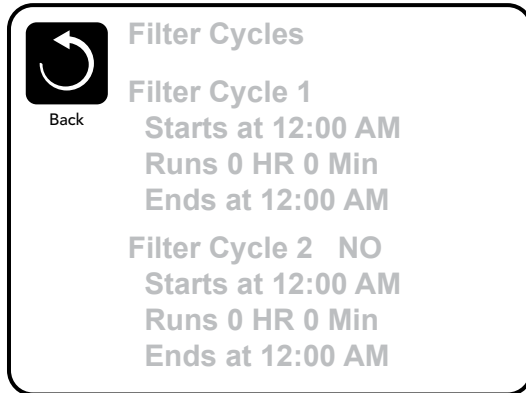 Filter Cycles
Back
Filter Cycle 1
Starts at 12:00 AM
Runs 0 HR 0 Min
Ends at 12:00 AM
Filter Cycle 2 NO
Starts at 12:00 AM
Runs 0 HR 0 Min
Ends at 12:00 AM